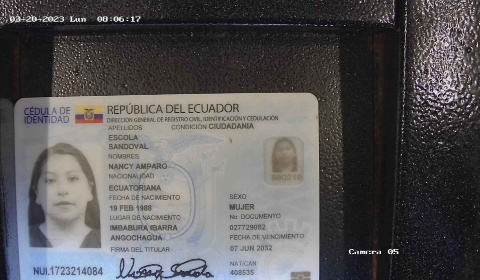 03-20-2023 Lun 08:06:17
CÉDULA DE IDENTIDAD
REPÚBLICA DEL ECUADOR
DIRECCIÓN GENERAL DE REGISTRO CIVIL, IDENTIFICACIÓN Y CEDULACIÓN
APELLIDOS CONDICIÓN CIUDADANÍA
ESCOLA
SANDOVAL
NOMBRES
NANCY AMPARO
NACIONALIDAD
ECUATORIANA
FECHA DE NACIMIENTO
19 FEB 1988
LUGAR DE NACIMIENTO
IMBABURA IBARRA
ANGOCHAGUA
FIRMA DEL TITULAR
SEXO
MUJER
No. DOCUMENTO
027729082
FECHA DE VENCIMIENTO
07 JUN 2032
NAT/CAN
408535
NUI.1723214084
Camera 05